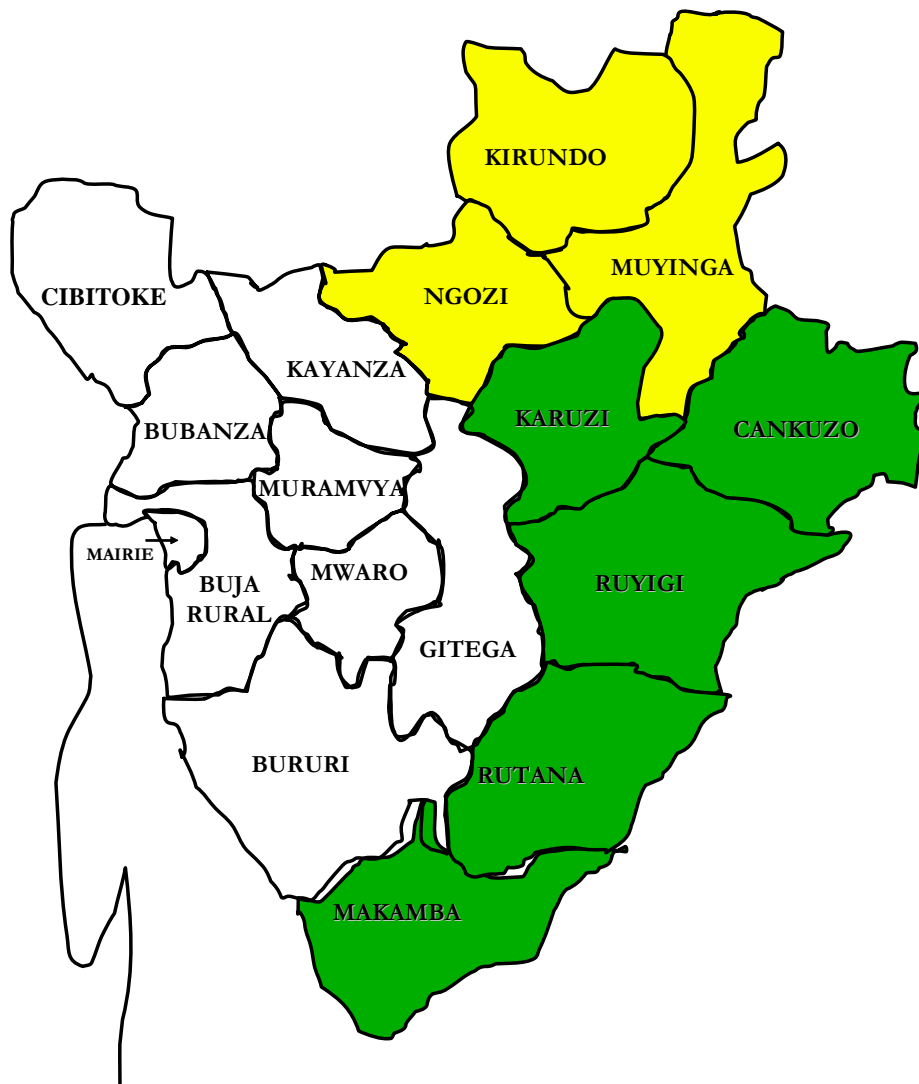 KIRUNDO
MUYINGA
CIBITOKE
NGOZI
KAYANZA
KARUZI
CANKUZO
BUBANZA
MURAMVYA
MAIRIE
MWARO
BUJA
RURAL
RUYIGI
GITEGA
BURURI
RUTANA
MAKAMBA